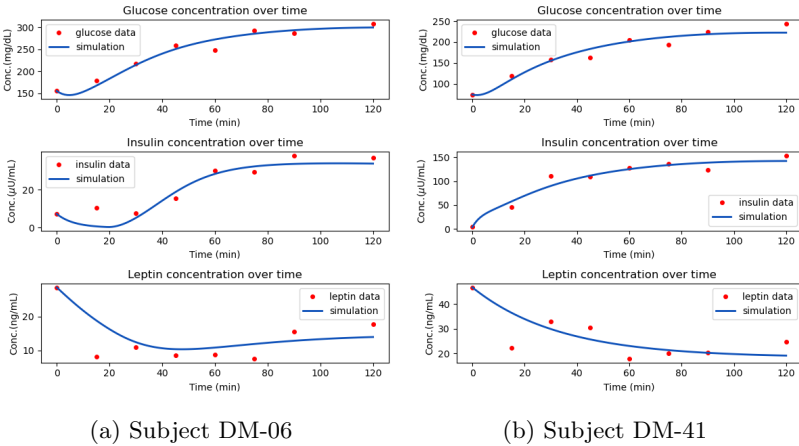 Glucose concentration over time
Conc.(mg/dL)
300
250
200
150
glucose data
simulation
0 20 40 60 80 100 120
Time (min)
Insulin concentration over time
Conc.(μU/mL)
20
0
insulin data
simulation
0 20 40 60 80 100 120
Time (min)
Leptin concentration over time
Conc.(ng/mL)
20
10
leptin data
simulation
0 20 40 60 80 100 120
Time (min)
(a) Subject DM-06
Glucose concentration over time
Conc.(mg/dL)
250
200
150
100
glucose data
simulation
0 20 40 60 80 100 120
Time (min)
Insulin concentration over time
Conc.(μU/mL)
150
100
50
0
insulin data
simulation
0 20 40 60 80 100 120
Time (min)
Leptin concentration over time
Conc.(ng/mL)
40
30
20
leptin data
simulation
0 20 40 60 80 100 120
Time (min)
(b) Subject DM-41